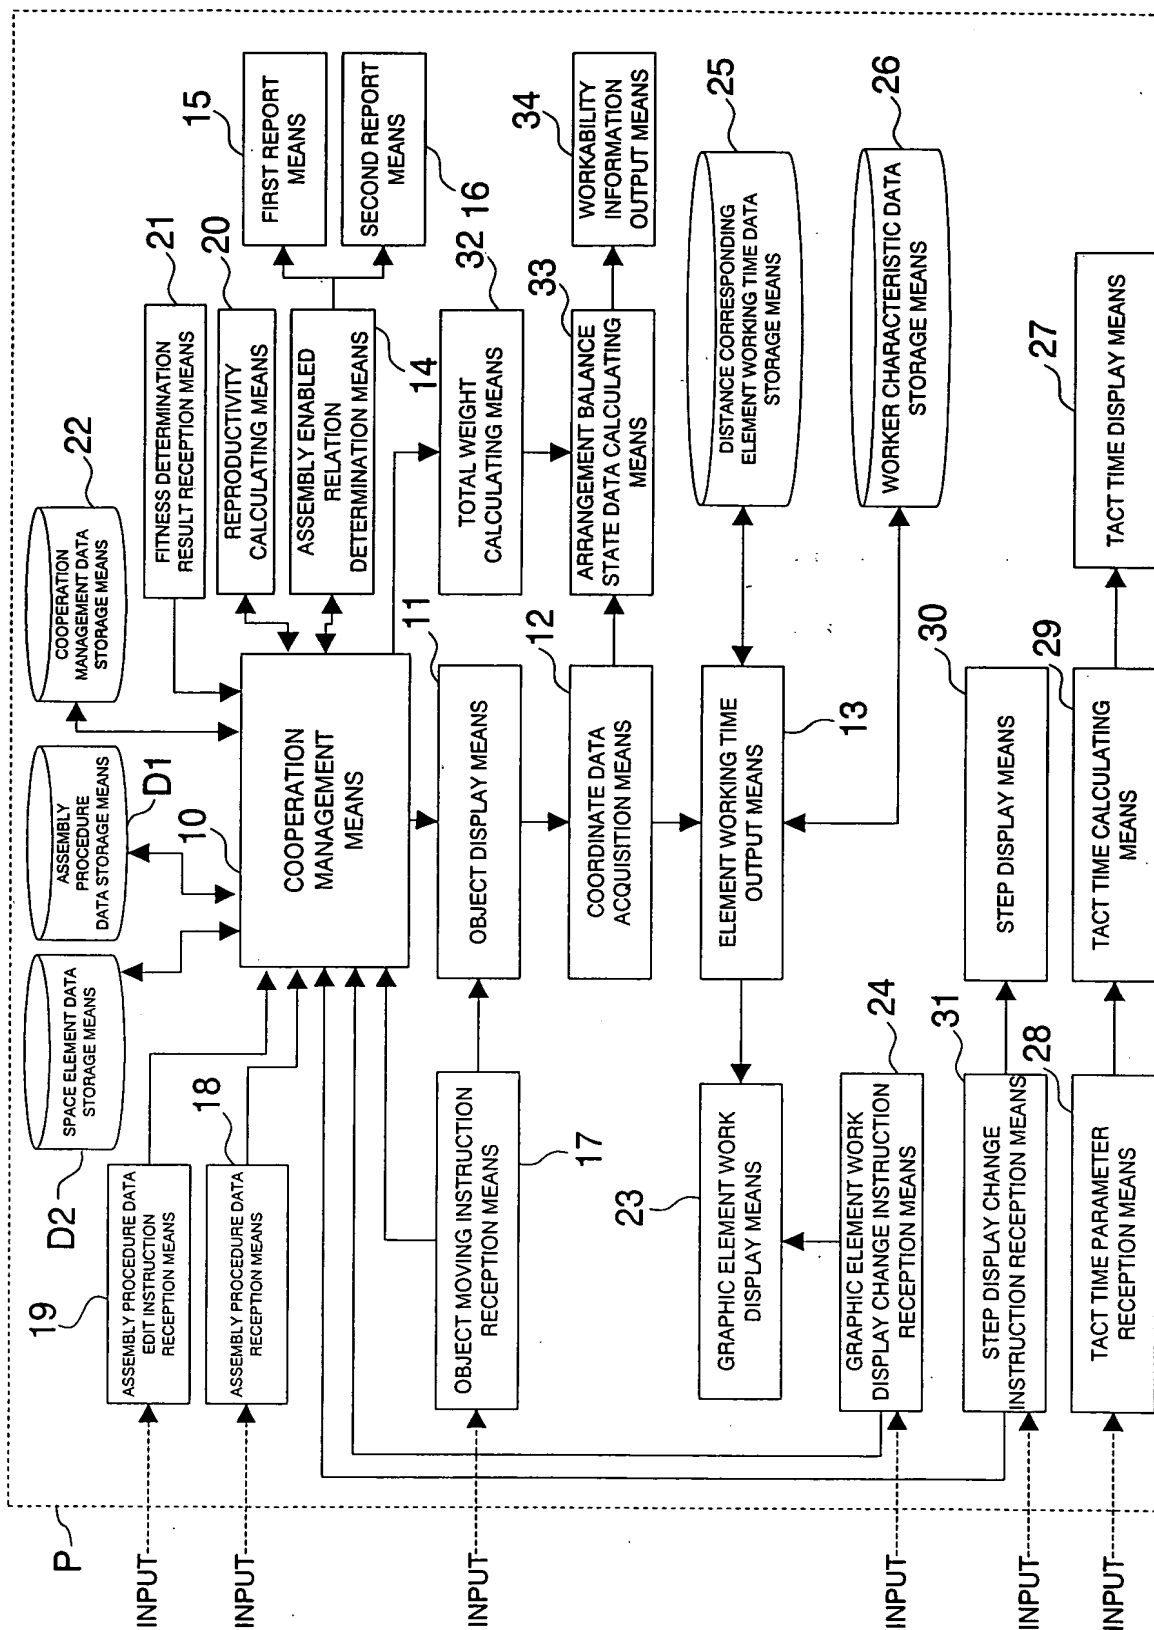 P
INPUT
INPUT
INPUT
INPUT
INPUT
INPUT
19
ASSEMBLY PROCEDURE DATA
EDIT INSTRUCTION
RECEPTION MEANS
18
ASSEMBLY PROCEDURE DATA
RECEPTION MEANS
D2
SPACE ELEMENT DATA
STORAGE MEANS
D1
ASSEMBLY
PROCEDURE
DATA STORAGE MEANS
22
COOPERATION
MANAGEMENT DATA
STORAGE MEANS
10
COOPERATION
MANAGEMENT
MEANS
21
FITNESS DETERMINATION
RESULT RECEPTION MEANS
20
REPRODUCTIVITY
CALCULATING MEANS
ASSEMBLY ENABLED
RELATION
DETERMINATION MEANS
14
15
FIRST REPORT
MEANS
SECOND REPORT
MEANS
16
OBJECT MOVING INSTRUCTION
RECEPTION MEANS
17
11
OBJECT DISPLAY MEANS
32
TOTAL WEIGHT
CALCULATING MEANS
12
COORDINATE DATA
ACQUISITION MEANS
33
ARRANGEMENT BALANCE
STATE DATA CALCULATING
MEANS
34
WORKABILITY
INFORMATION
OUTPUT MEANS
23
GRAPHIC ELEMENT WORK
DISPLAY MEANS
ELEMENT WORKING TIME
OUTPUT MEANS
13
25
DISTANCE CORRESPONDING
ELEMENT WORKING TIME DATA
STORAGE MEANS
24
GRAPHIC ELEMENT WORK
DISPLAY CHANGE INSTRUCTION
RECEPTION MEANS
26
WORKER CHARACTERISTIC DATA
STORAGE MEANS
31
STEP DISPLAY CHANGE
INSTRUCTION RECEPTION MEANS
30
STEP DISPLAY MEANS
28
TACT TIME PARAMETER
RECEPTION MEANS
29
TACT TIME CALCULATING
MEANS
27
TACT TIME DISPLAY MEANS